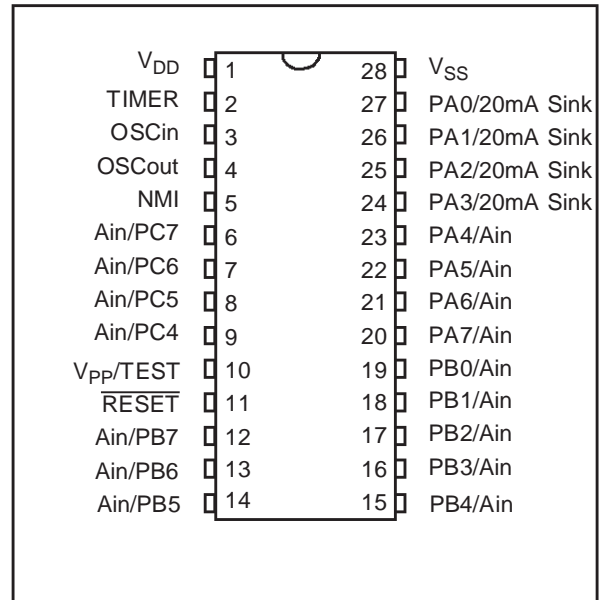 VDD 1 28 VSS
TIMER 2 27 PA0/20mA Sink
OSCin 3 26 PA1/20mA Sink
OSCout 4 25 PA2/20mA Sink
NMI 5 24 PA3/20mA Sink
Ain/PC7 6 23 PA4/Ain
Ain/PC6 7 22 PA5/Ain
Ain/PC5 8 21 PA6/Ain
Ain/PC4 9 20 PA7/Ain
VPP/TEST 10 19 PB0/Ain
RESET 11 18 PB1/Ain
Ain/PB7 12 17 PB2/Ain
Ain/PB6 13 16 PB3/Ain
Ain/PB5 14 15 PB4/Ain